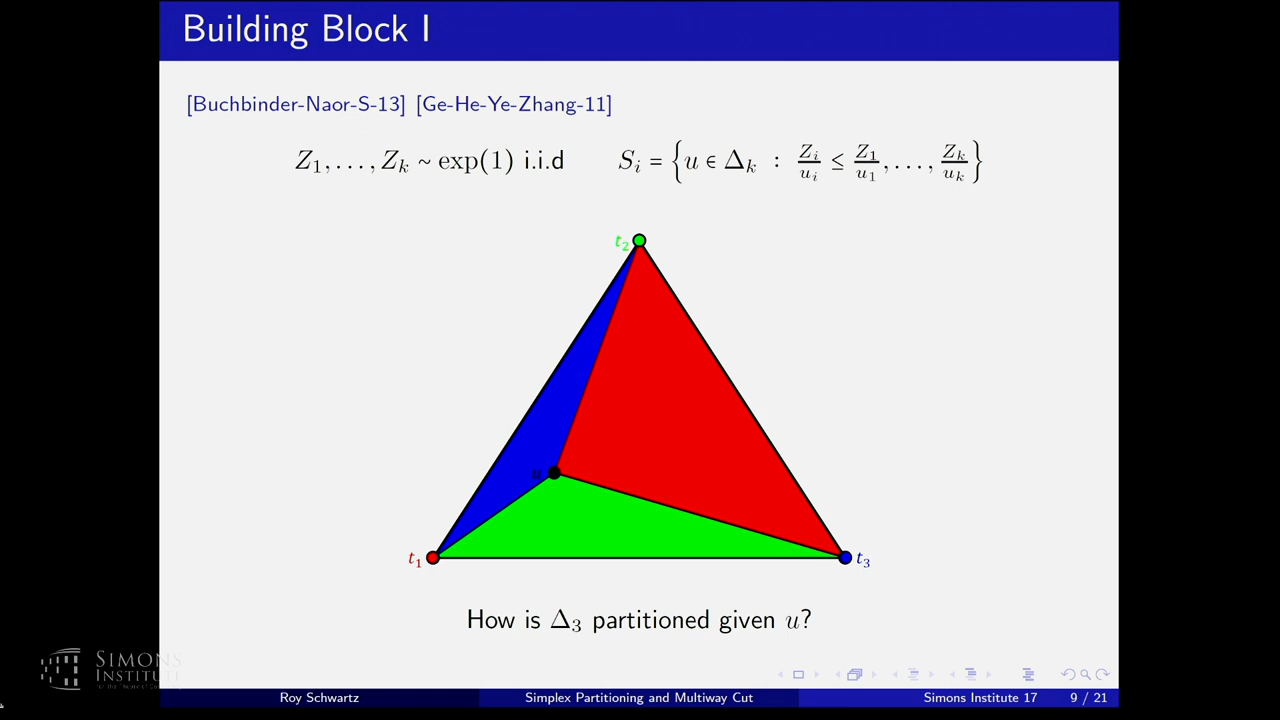 Building Block I
[Buchbinder-Naor-S-13] [Ge-He-Ye-Zhang-11]
Z₁, . . . , Zₖ ~ exp(1) i.i.d Sᵢ = {u ∈ Δₖ : Zᵢ/uᵢ ≤ Z₁/u₁, . . . , Zₖ/uₖ}
t₂
u
t₁
t₃
How is Δ₃ partitioned given u?
SIMONS
INSTITUTE
Roy Schwartz Simplex Partitioning and Multiway Cut Simons Institute 17 9 / 21